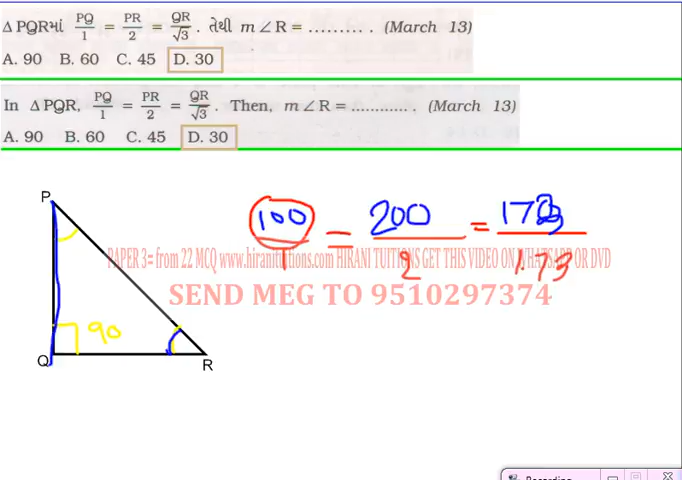 Δ PQRમાં PQ/1 = PR/2 = QR/√3 . તેથી m∠R = ......... . (March 13)
A. 90 B. 60 C. 45 D. 30
In Δ PQR, PQ/1 = PR/2 = QR/√3 . Then, m∠R = ............ . (March 13)
A. 90 B. 60 C. 45 D. 30
P
100/1 = 200/2 = 173/1.73
PAPER 3= from 22 MCQ www.hiranituitions.com HIRANI TUITIONS GET THIS VIDEO ON WHATSAPP OR DVD
SEND MEG TO 9510297374
90
Q
R
Recording